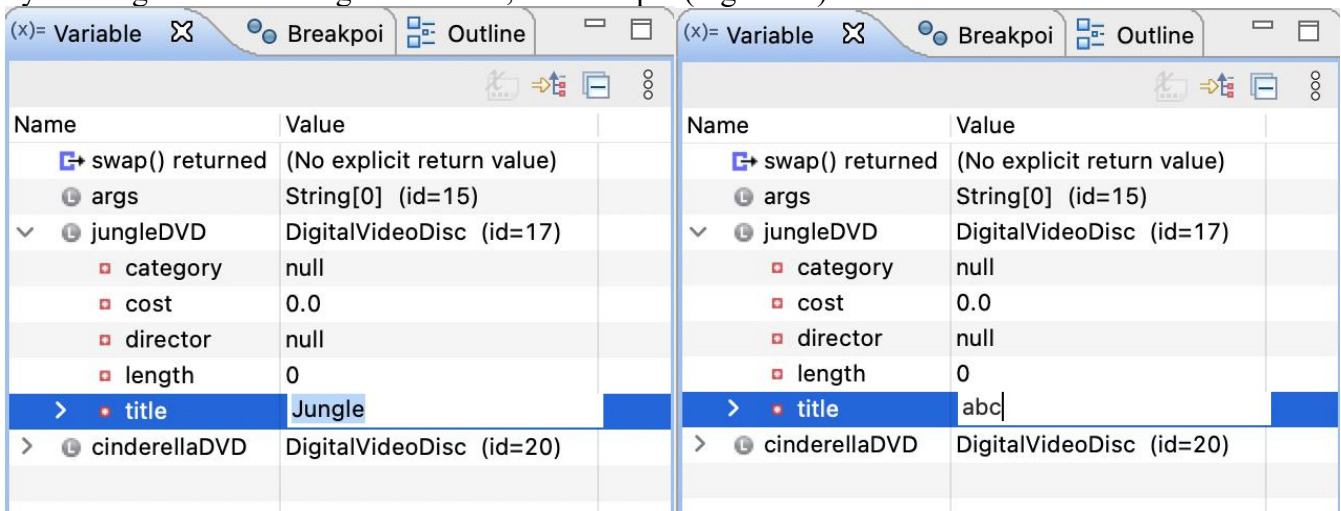 (x)= Variable Breakpoi Outline
Name Value
swap() returned (No explicit return value)
args String[0] (id=15)
jungleDVD DigitalVideoDisc (id=17)
category null
cost 0.0
director null
length 0
title Jungle
cinderellaDVD DigitalVideoDisc (id=20)
(x)= Variable Breakpoi Outline
Name Value
swap() returned (No explicit return value)
args String[0] (id=15)
jungleDVD DigitalVideoDisc (id=17)
category null
cost 0.0
director null
length 0
title abc
cinderellaDVD DigitalVideoDisc (id=20)